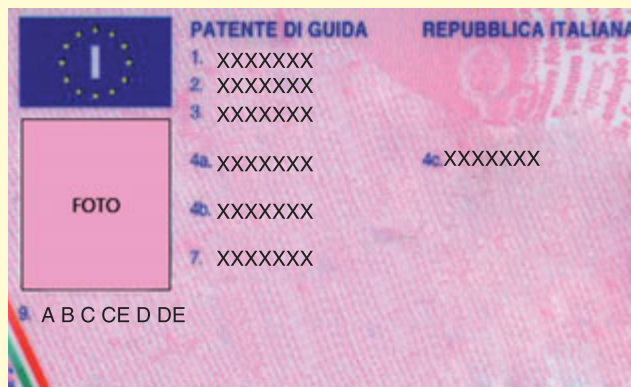 I
PATENTE DI GUIDA REPUBBLICA ITALIANA
1. XXXXXXX
2. XXXXXXX
3. XXXXXXX
4a. XXXXXXX 4c. XXXXXXX
FOTO
4b. XXXXXXX
7. XXXXXXX
9. A B C CE D DE